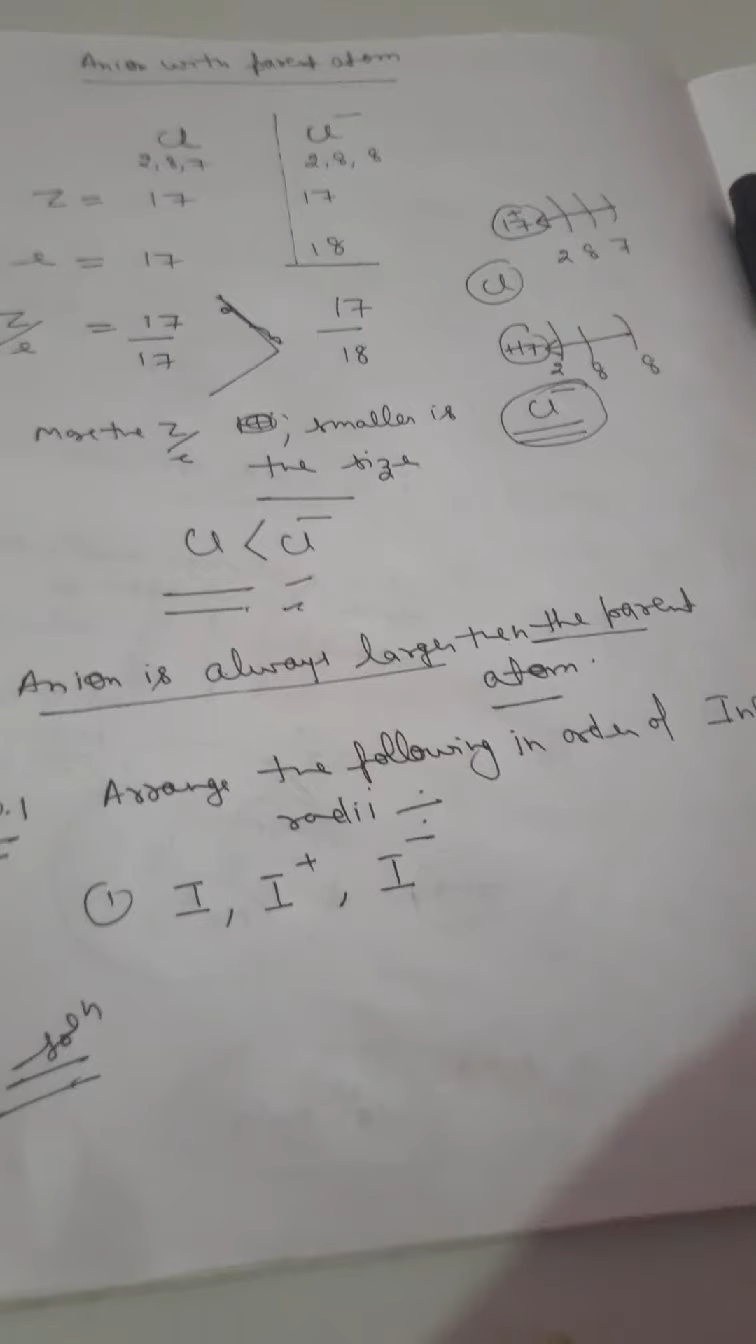 Anion with parent atom
Cl Cl⁻
2,8,7 2,8,8
Z = 17 17
e = 17 18
Z/e = 17/17 > 17/18
+17 2 8 7
Cl
+17 2 8 8
Cl⁻
More the Z/e ; smaller is
the size
Cl < Cl⁻
Anion is always larger then the parent
atom.
Arrange the following in order of
radii
① I, I⁺, I⁻
Solⁿ